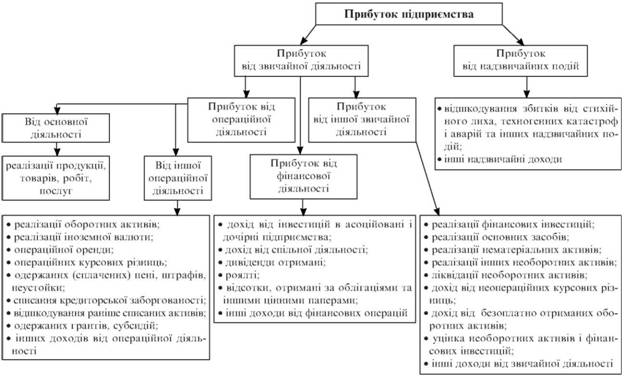 Прибуток підприємства
Прибуток
від звичайної діяльності
Прибуток
від надзвичайних подій
Від основної
діяльності
Прибуток від
операційної
діяльності
Прибуток
від іншої звичайної
діяльності
• відшкодування збитків від стихій-
ного лиха, техногенних катастроф
і аварій та інших надзвичайних по-
дій;
• інші надзвичайні доходи
реалізації продукції,
товарів, робіт,
послуг
Від іншої
операційної
діяльності
Прибуток від
фінансової
діяльності
• реалізації оборотних активів;
• реалізації іноземної валюти;
• операційної оренди;
• операційних курсових різниць;
• одержаних (сплачених) пені, штрафів,
неустойки;
• списання кредиторської заборгованості;
• відшкодування раніше списаних активів;
• одержаних грантів, субсидій;
• інших доходів від операційної діяль-
ності
• дохід від інвестицій в асоційовані і
дочірні підприємства;
• дохід від спільної діяльності;
• дивіденди отримані;
• роялті;
• відсотки, отримані за облігаціями та
іншими цінними паперами;
• інші доходи від фінансових операцій
• реалізації фінансових інвестицій;
• реалізації основних засобів;
• реалізації нематеріальних активів;
• реалізації інших необоротних активів;
• ліквідації необоротних активів;
• дохід від неопераційних курсових різ-
ниць;
• дохід від безоплатно отриманих обо-
ротних активів;
• уцінка необоротних активів і фінан-
сових інвестицій;
• інші доходи від звичайної діяльності